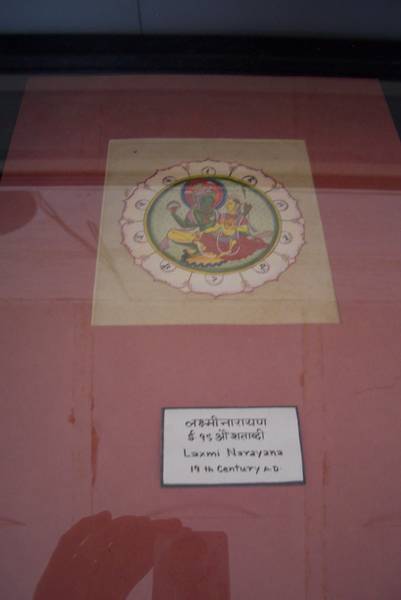 लक्ष्मीनारायण
ई १९ औं शताब्दी
Laxmi Narayana
19 th Century A.D.